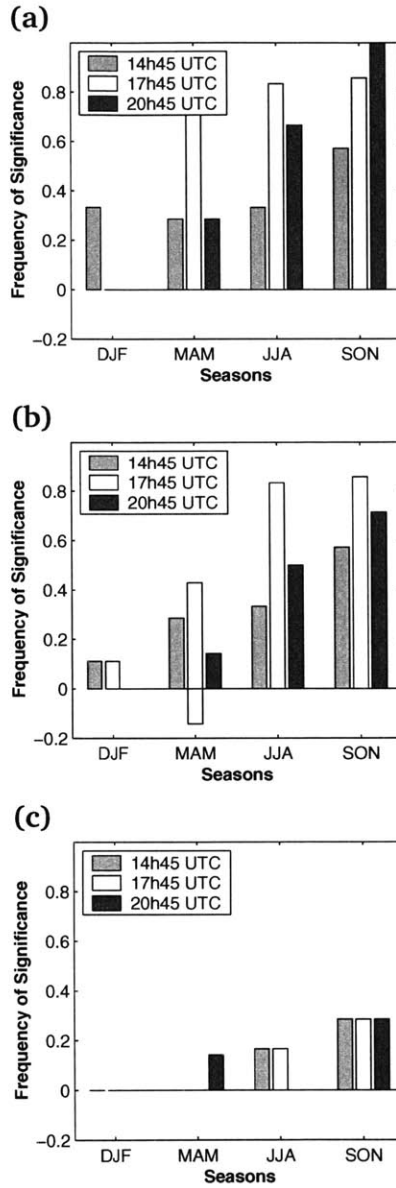 (a)
14h45 UTC
17h45 UTC
20h45 UTC
0.8
0.6
0.4
0.2
0
−0.2
Frequency of Significance
DJF MAM JJA SON
Seasons
(b)
14h45 UTC
17h45 UTC
20h45 UTC
0.8
0.6
0.4
0.2
0
−0.2
Frequency of Significance
DJF MAM JJA SON
Seasons
(c)
14h45 UTC
17h45 UTC
20h45 UTC
0.8
0.6
0.4
0.2
0
−0.2
Frequency of Significance
DJF MAM JJA SON
Seasons